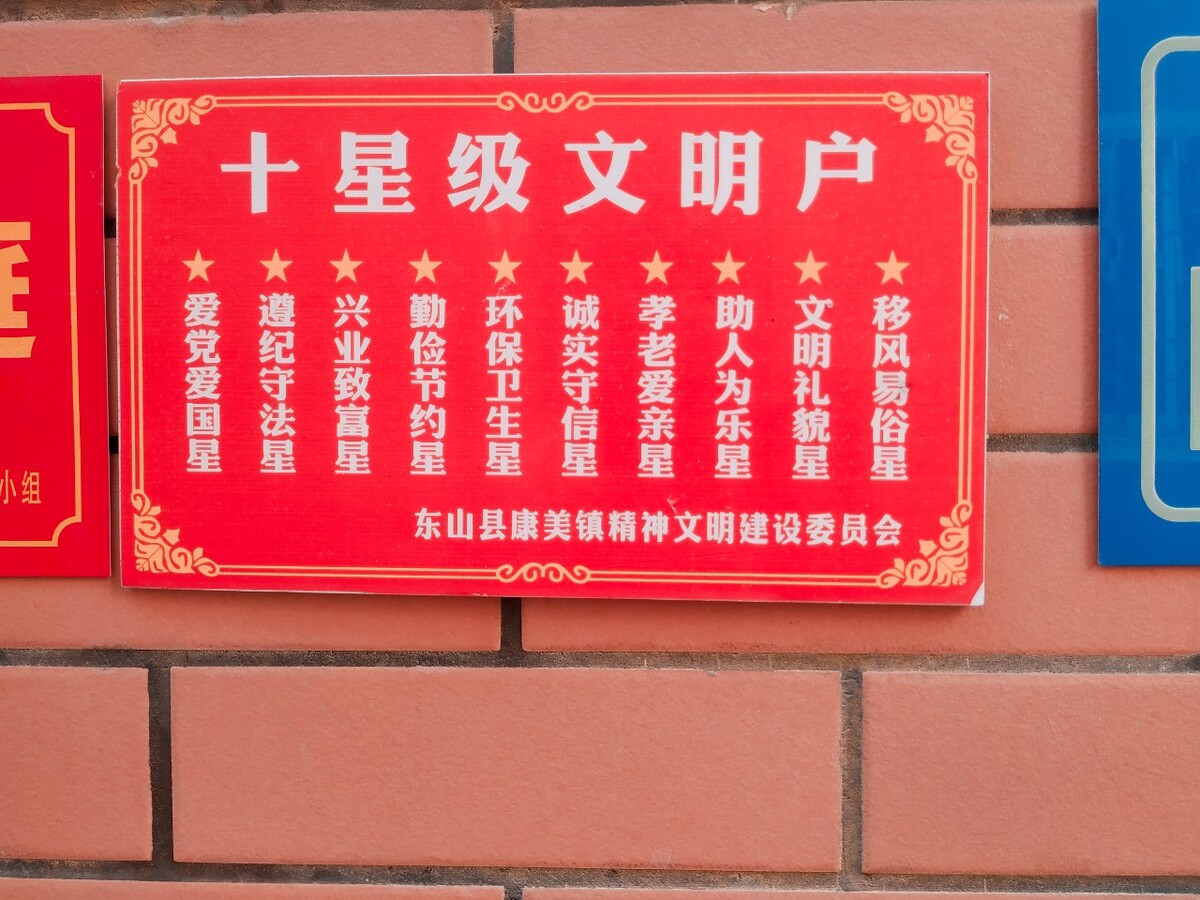 十星级文明户
爱党爱国星
遵纪守法星
兴业致富星
勤俭节约星
环保卫生星
诚实守信星
孝老爱亲星
助人为乐星
文明礼貌星
移风易俗星
东山县康美镇精神文明建设委员会
庭
小组